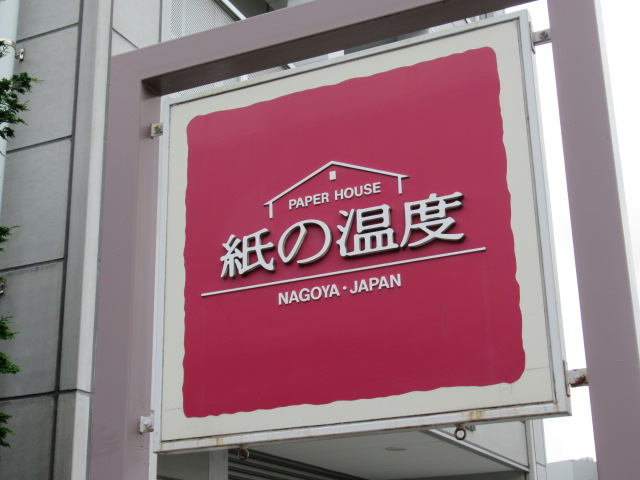 PAPER HOUSE
紙の温度
NAGOYA・JAPAN